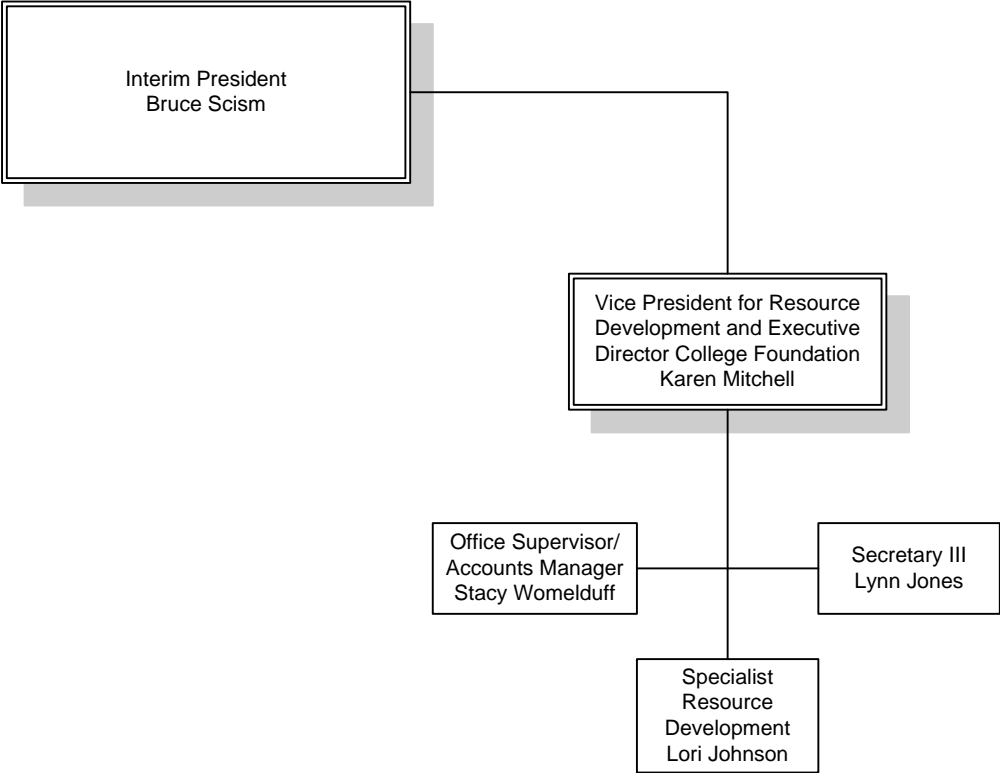 Interim President
Bruce Scism
Vice President for Resource
Development and Executive
Director College Foundation
Karen Mitchell
Office Supervisor/
Accounts Manager
Stacy Womelduff
Secretary III
Lynn Jones
Specialist
Resource
Development
Lori Johnson